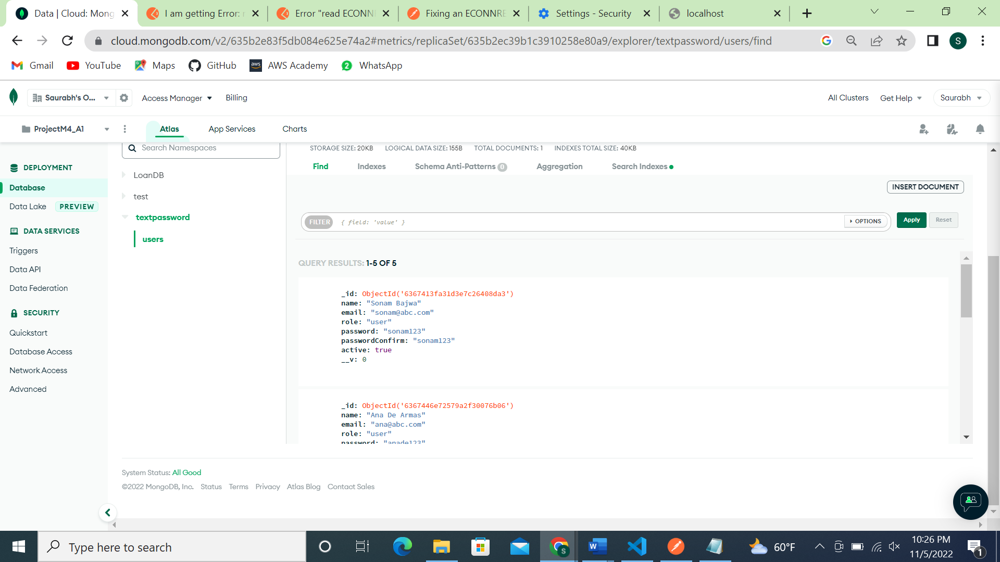 Data | Cloud: Mong
I am getting Error: r
Error "read ECONN
Fixing an ECONNRE
Settings - Security
localhost
cloud.mongodb.com/v2/635b2e83f5db084e625e74a2#metrics/replicaSet/635b2ec39b1c3910258e80a9/explorer/textpassword/users/find
S
Gmail
YouTube
Maps
GitHub
aws
AWS Academy
2
WhatsApp
Saurabh's O...
Access Manager
Billing
All Clusters
Get Help
Saurabh
ProjectM4_A1
Atlas
App Services
Charts
DEPLOYMENT
Database
Data Lake PREVIEW
DATA SERVICES
Triggers
Data API
Data Federation
SECURITY
Quickstart
Database Access
Network Access
Advanced
Search Namespaces
LoanDB
test
textpassword
users
STORAGE SIZE: 20KB LOGICAL DATA SIZE: 155B TOTAL DOCUMENTS: 1 INDEXES TOTAL SIZE: 40KB
Find Indexes Schema Anti-Patterns 0 Aggregation Search Indexes
INSERT DOCUMENT
FILTER { field: 'value' } OPTIONS Apply Reset
QUERY RESULTS: 1-5 OF 5
_id: ObjectId('6367413fa31d3e7c26408da3')
name: "Sonam Bajwa"
email: "sonam@abc.com"
role: "user"
password: "sonam123"
passwordConfirm: "sonam123"
active: true
__v: 0
_id: ObjectId('6367446e72579a2f30076b06')
name: "Ana De Armas"
email: "ana@abc.com"
role: "user"
password: "anade123"
System Status: All Good
©2022 MongoDB, Inc. Status Terms Privacy Atlas Blog Contact Sales
Type here to search
S
W
60°F
10:26 PM
11/5/2022
1